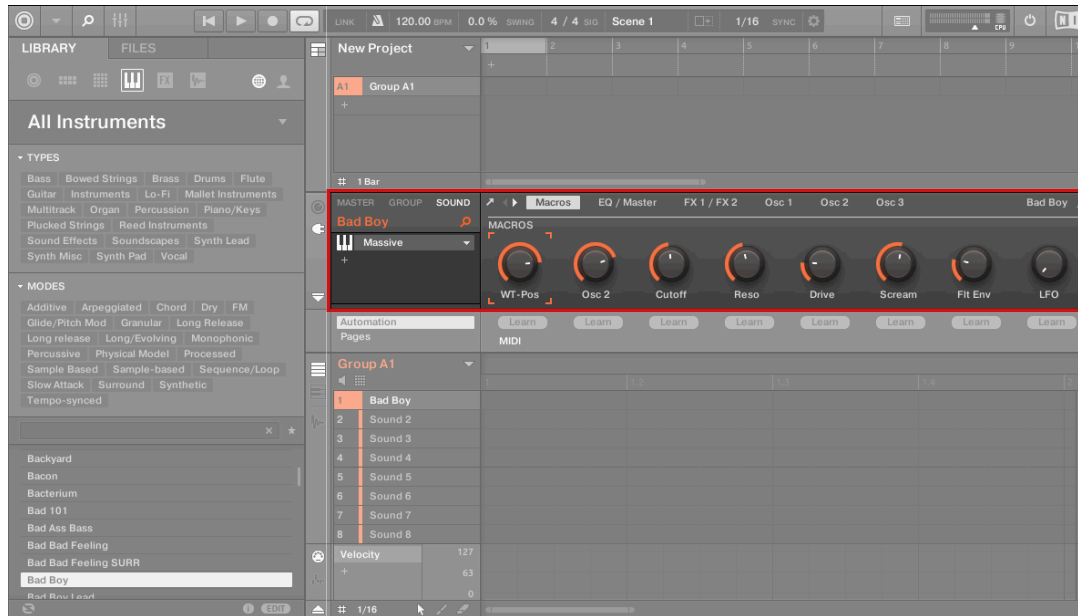 LINK 120.00 BPM 0.0 % SWING 4 / 4 SIG Scene 1 1/16 SYNC CPU
LIBRARY FILES
New Project 1 2 3 4 5 6 7 8 9
+
FX
A1 Group A1
+
All Instruments
TYPES
Bass Bowed Strings Brass Drums Flute
Guitar Instruments Lo-Fi Mallet Instruments
Multitrack Organ Percussion Piano/Keys
Plucked Strings Reed Instruments
Sound Effects Soundscapes Synth Lead
Synth Misc Synth Pad Vocal
1 Bar
MASTER GROUP SOUND Macros EQ / Master FX 1 / FX 2 Osc 1 Osc 2 Osc 3 Bad Boy
Bad Boy MACROS
Massive
+
WT-Pos Osc 2 Cutoff Reso Drive Scream Flt Env LFO
MODES
Additive Arpeggiated Chord Dry FM
Glide/Pitch Mod Granular Long Release
Long release Long/Evolving Monophonic
Percussive Physical Model Processed
Sample Based Sample-based Sequence/Loop
Slow Attack Surround Synthetic
Tempo-synced
Automation Learn Learn Learn Learn Learn Learn Learn Learn
Pages MIDI
Group A1
1 1.2 1.3 1.4 2
1 Bad Boy
2 Sound 2
3 Sound 3
4 Sound 4
5 Sound 5
6 Sound 6
7 Sound 7
8 Sound 8
Backyard
Bacon
Bacterium
Bad 101
Bad Ass Bass
Bad Bad Feeling
Bad Bad Feeling SURR
Bad Boy
Bad Boy Lead
EDIT
Velocity 127
+ 63
0
1/16